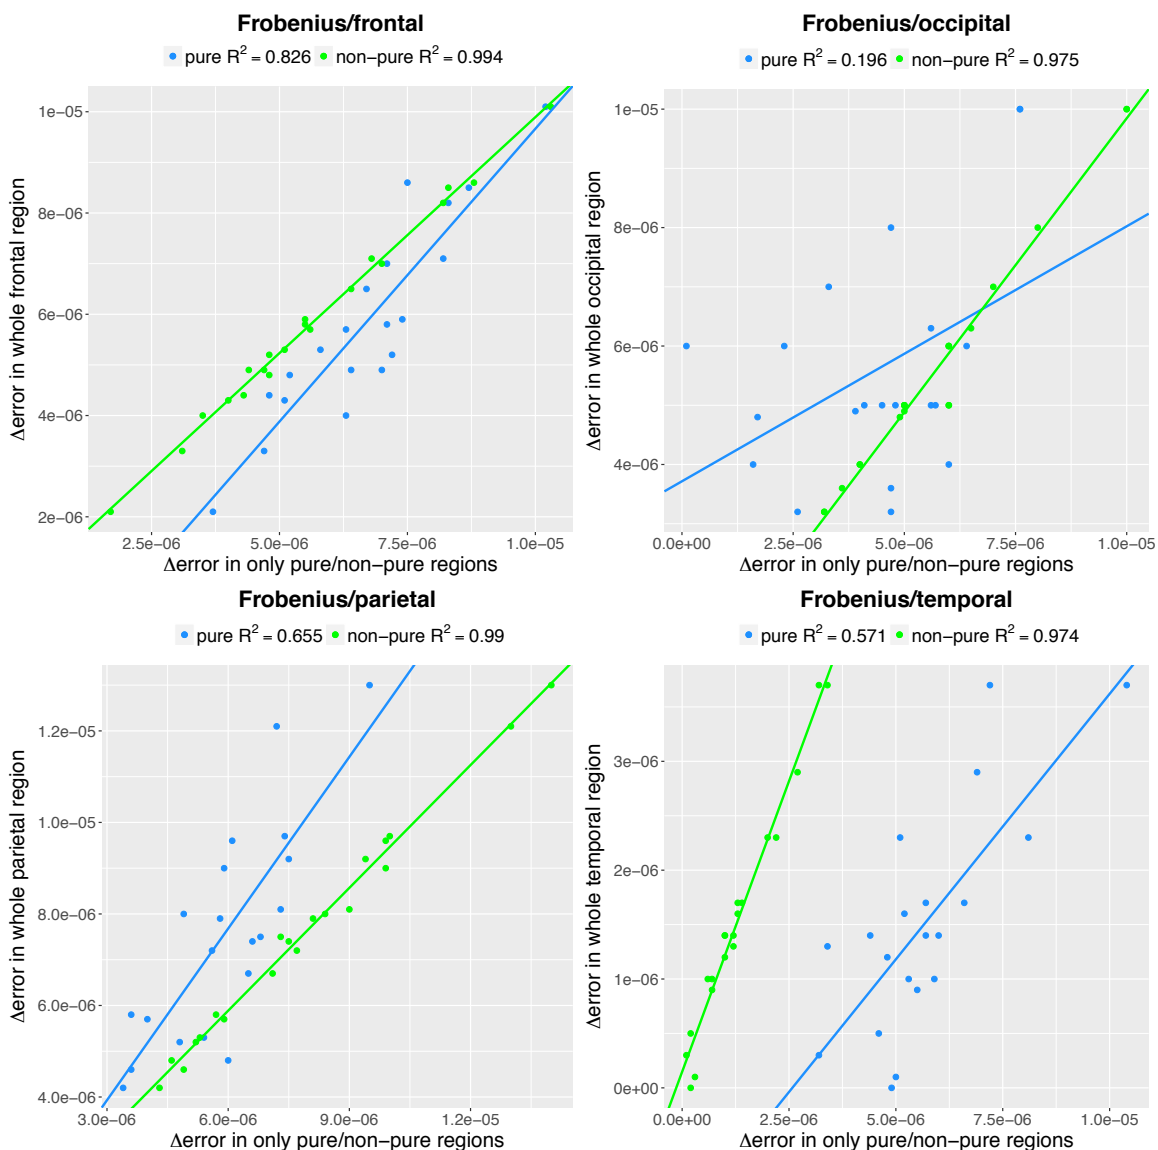 Frobenius/frontal
pure R² = 0.826 non−pure R² = 0.994
1e−05
8e−06
6e−06
4e−06
2e−06
Δerror in whole frontal region
2.5e−06 5.0e−06 7.5e−06 1.0e−05
Δerror in only pure/non−pure regions
Frobenius/occipital
pure R² = 0.196 non−pure R² = 0.975
1e−05
8e−06
6e−06
4e−06
Δerror in whole occipital region
0.0e+00 2.5e−06 5.0e−06 7.5e−06 1.0e−05
Δerror in only pure/non−pure regions
Frobenius/parietal
pure R² = 0.655 non−pure R² = 0.99
1.2e−05
1.0e−05
8.0e−06
6.0e−06
4.0e−06
Δerror in whole parietal region
3.0e−06 6.0e−06 9.0e−06 1.2e−05
Δerror in only pure/non−pure regions
Frobenius/temporal
pure R² = 0.571 non−pure R² = 0.974
3e−06
2e−06
1e−06
0e+00
Δerror in whole temporal region
0.0e+00 2.5e−06 5.0e−06 7.5e−06 1.0e−05
Δerror in only pure/non−pure regions